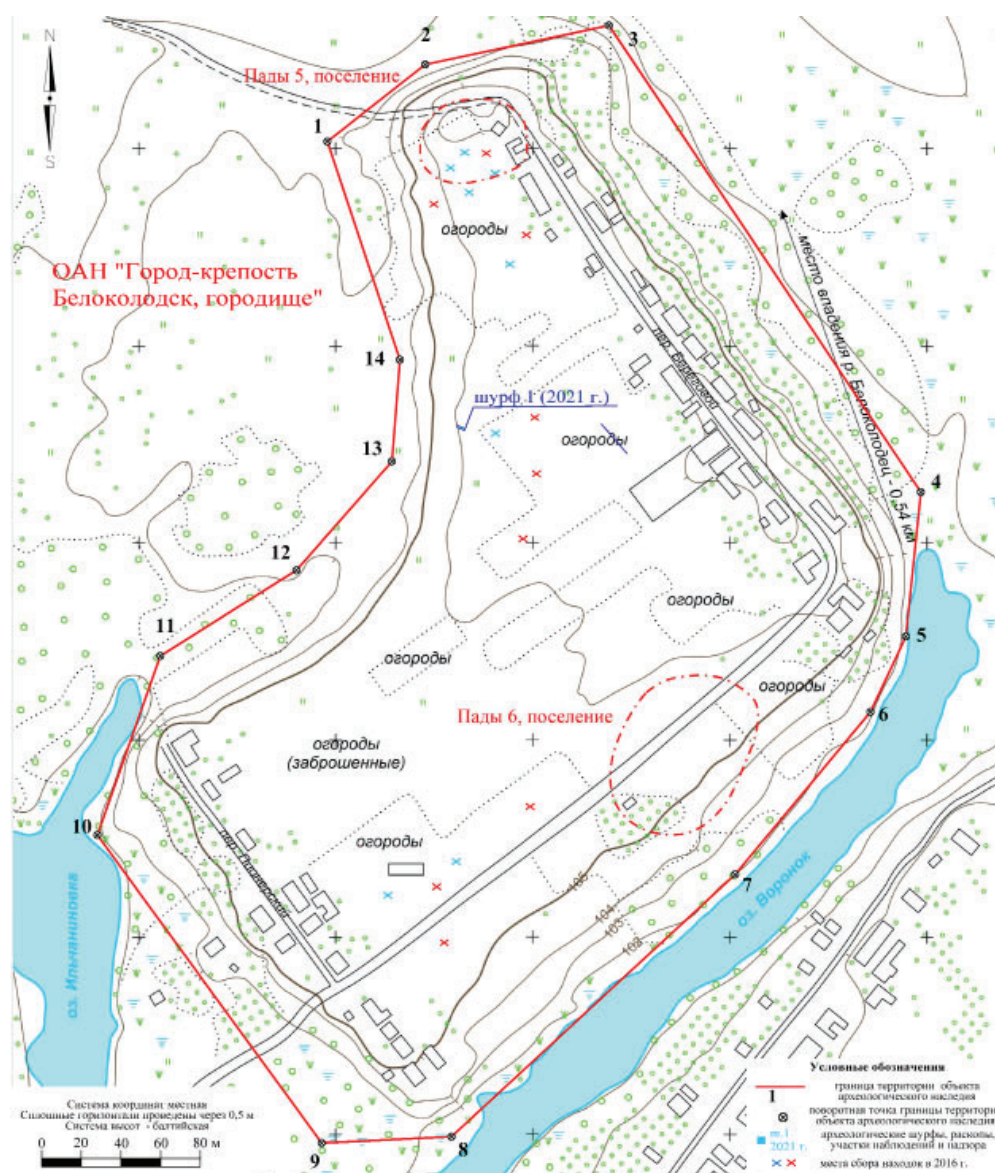 N
S
2
3
Пады 5, поселение
1
огороды
ОАН "Город-крепость
Белоколодск, городище"
место впадения р. Белоколодец - 0,54 км
14
пер. Береговой
шурф 1 (2021 г.)
огороды
13
4
12
огороды
11
5
огороды
огороды
Пады 6, поселение
6
огороды
(заброшенные)
10
огороды
7
105
104
103
102
оз. Воронок
оз. Ильчаниновка
8
9
Система координат местная
Сплошные горизонтали проведены через 0,5 м
Система высот - балтийская
0 20 40 60 80 м
Условные обозначения
1
граница территории объекта
археологического наследия
поворотная точка границы территории
объекта археологического наследия
ш.1
2021 г.
археологические шурфы, раскопы,
участки наблюдений и надзора
места сбора находок в 2016 г.